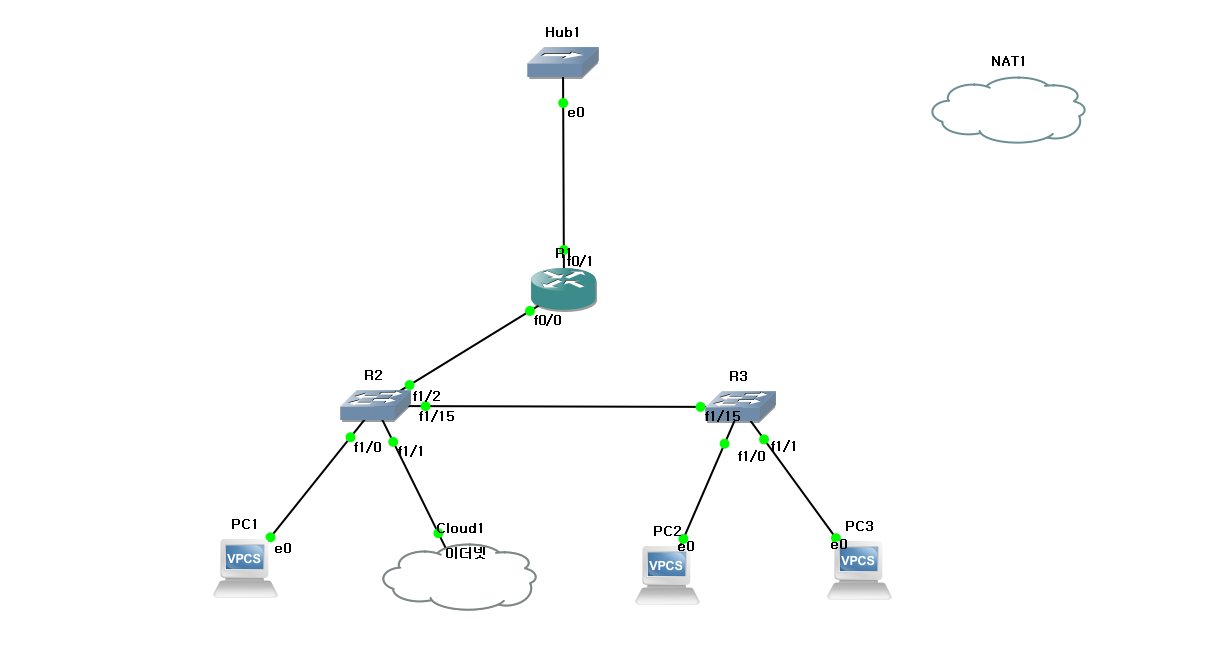 Hub1
NAT1
e0
R1
f0/1
f0/0
R2
R3
f1/2
f1/15
f1/15
f1/0
f1/1
f1/0
f1/1
PC1
Cloud1
PC2
PC3
e0
이더넷
e0
e0
VPCS
VPCS
VPCS